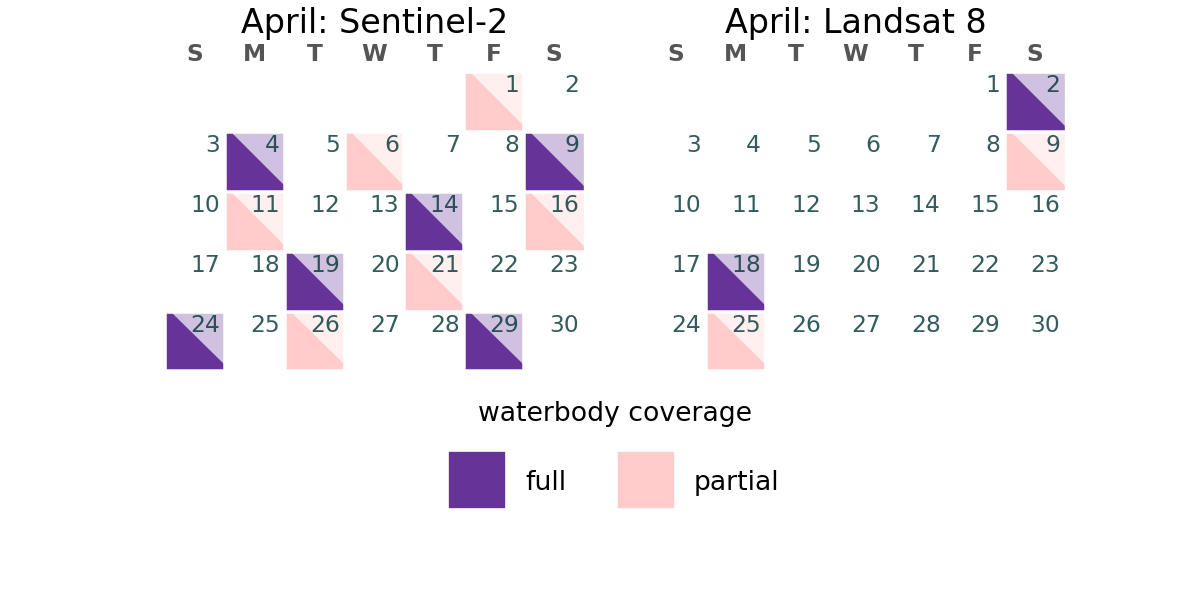 April: Sentinel-2
S M T W T F S
1 2
3 4 5 6 7 8 9
10 11 12 13 14 15 16
17 18 19 20 21 22 23
24 25 26 27 28 29 30
April: Landsat 8
S M T W T F S
1 2
3 4 5 6 7 8 9
10 11 12 13 14 15 16
17 18 19 20 21 22 23
24 25 26 27 28 29 30
waterbody coverage
full partial